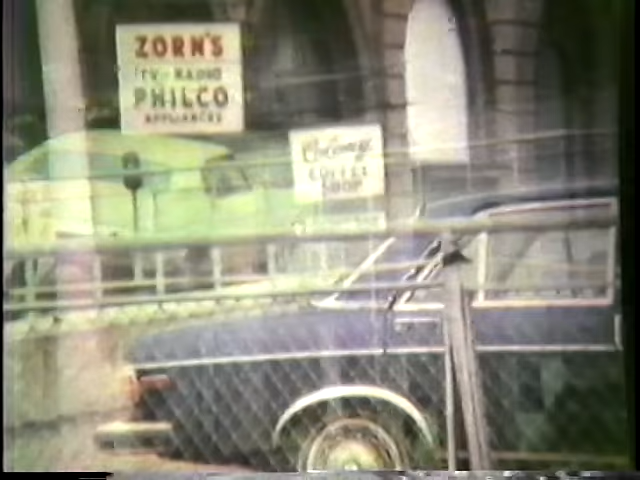 ZORN'S
TV - RADIO
PHILCO
APPLIANCES
COFFEE
SHOP